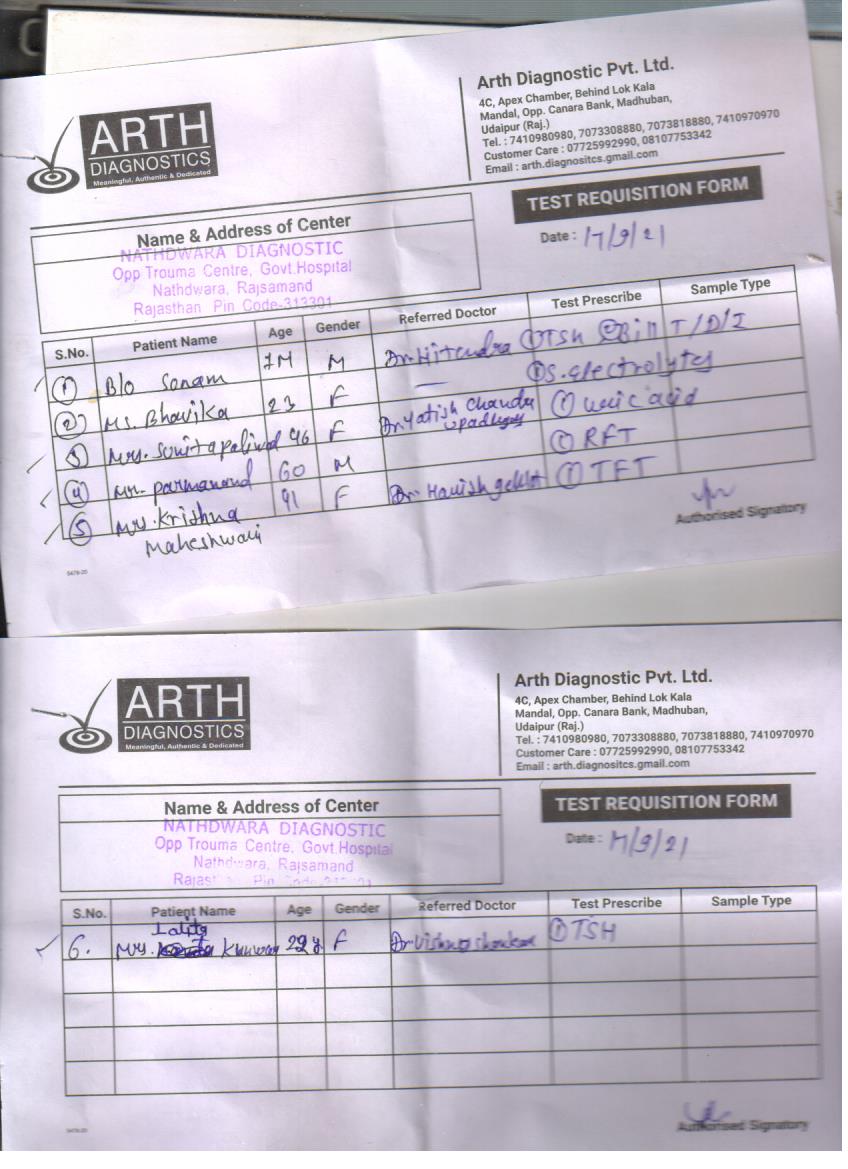 ARTH
DIAGNOSTICS
Meaningful, Authentic & Dedicated
Arth Diagnostic Pvt. Ltd.
4C, Apex Chamber, Behind Lok Kala
Mandal, Opp. Canara Bank, Madhuban,
Udaipur (Raj.)
Tel. : 7410980980, 7073308880, 7073818880, 7410970970
Customer Care : 07725992990, 08107753342
Email : arth.diagnositcs.gmail.com
TEST REQUISITION FORM
Date : 17/9/21
Name & Address of Center
NATHDWARA DIAGNOSTIC
Opp Trouma Centre, Govt.Hospital
Nathdwara, Rajsamand
Rajasthan Pin Code-313301
S.No. Patient Name Age Gender Referred Doctor Test Prescribe Sample Type
1 B/o Sonam M Dr. Hitendra ① TSH ② Bill T/D/I
2 Ms. Bhavika 23 F — ① S. electrolytes
3 Mrs. Sunita paliwal 46 F Dr. Yatish Chandra ① uric acid
4 Mr. parmanand 60 M ① RFT
5 Mrs. Krishna 41 F Dr. ① TFT
Maheshwari
Authorised Signatory
5478-20
ARTH
DIAGNOSTICS
Meaningful, Authentic & Dedicated
Arth Diagnostic Pvt. Ltd.
4C, Apex Chamber, Behind Lok Kala
Mandal, Opp. Canara Bank, Madhuban,
Udaipur (Raj.)
Tel. : 7410980980, 7073308880, 7073818880, 7410970970
Customer Care : 07725992990, 08107753342
Email : arth.diagnositcs.gmail.com
TEST REQUISITION FORM
Date : 17/9/21
Name & Address of Center
NATHDWARA DIAGNOSTIC
Opp Trouma Centre, Govt.Hospital
Nathdwara, Rajsamand
S.No. Patient Name Age Gender Referred Doctor Test Prescribe Sample Type
Lalita
6. Mrs. Kunwar 29y F Dr Vishnu ① TSH
Authorised Signatory